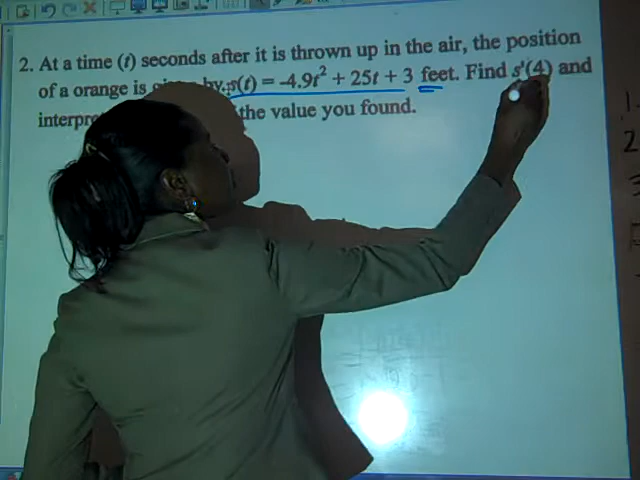 2. At a time (t) seconds after it is thrown up in the air, the position
of a orange is by s(t) = -4.9t² + 25t + 3 feet. Find s'(4) and
the value you found.